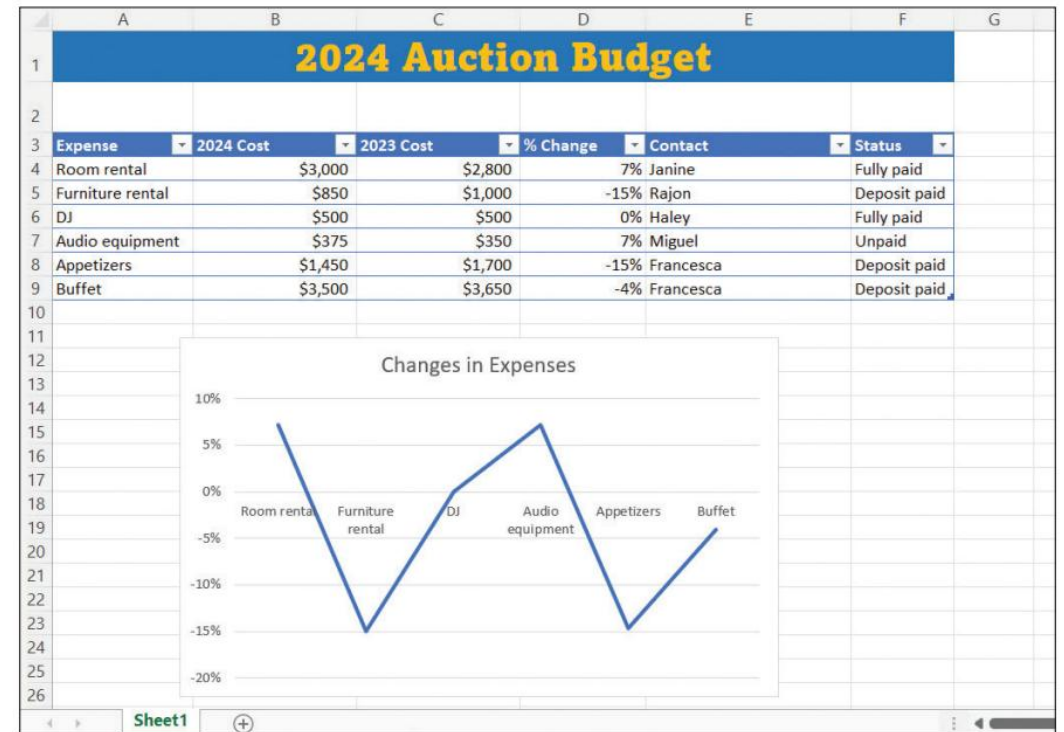 A B C D E F G
1 2024 Auction Budget
2
3 Expense 2024 Cost 2023 Cost % Change Contact Status
4 Room rental $3,000 $2,800 7% Janine Fully paid
5 Furniture rental $850 $1,000 -15% Rajon Deposit paid
6 DJ $500 $500 0% Haley Fully paid
7 Audio equipment $375 $350 7% Miguel Unpaid
8 Appetizers $1,450 $1,700 -15% Francesca Deposit paid
9 Buffet $3,500 $3,650 -4% Francesca Deposit paid
10
11
12
13
14
15
16
17
18
19
20
21
22
23
24
25
26
Changes in Expenses
10%
5%
0%
Room rental Furniture DJ Audio Appetizers Buffet
rental equipment
-5%
-10%
-15%
-20%
Sheet1